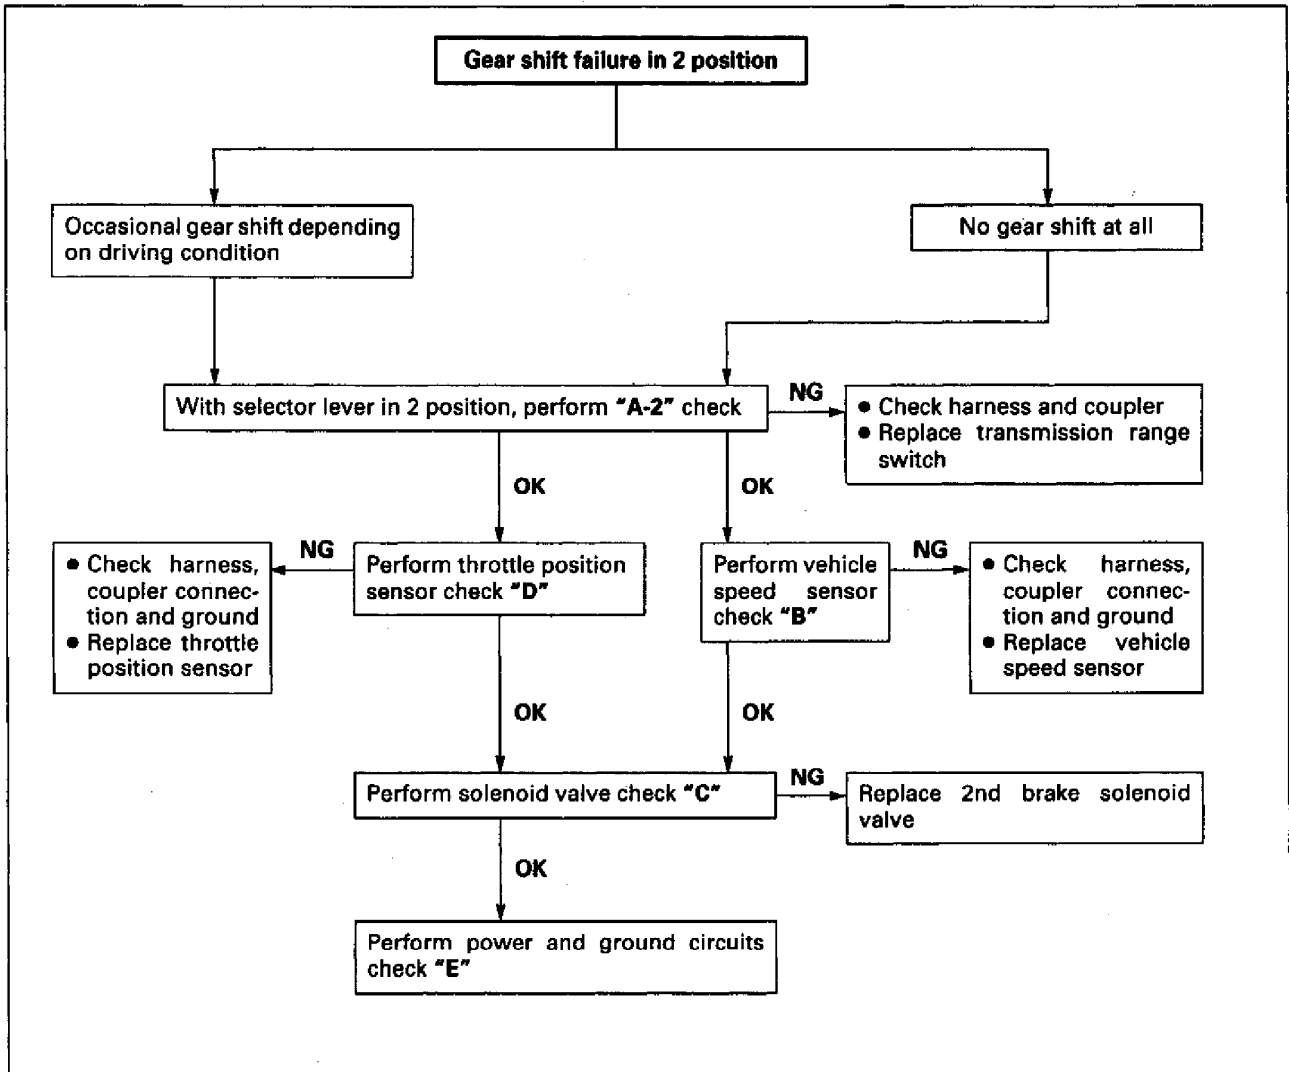 Gear shift failure in 2 position
Occasional gear shift depending
on driving condition
No gear shift at all
With selector lever in 2 position, perform "A-2" check
NG
● Check harness and coupler
● Replace transmission range
switch
OK
OK
● Check harness,
coupler connec-
tion and ground
● Replace throttle
position sensor
NG
Perform throttle position
sensor check "D"
Perform vehicle
speed sensor
check "B"
NG
● Check harness,
coupler connec-
tion and ground
● Replace vehicle
speed sensor
OK
OK
Perform solenoid valve check "C"
NG
Replace 2nd brake solenoid
valve
OK
Perform power and ground circuits
check "E"